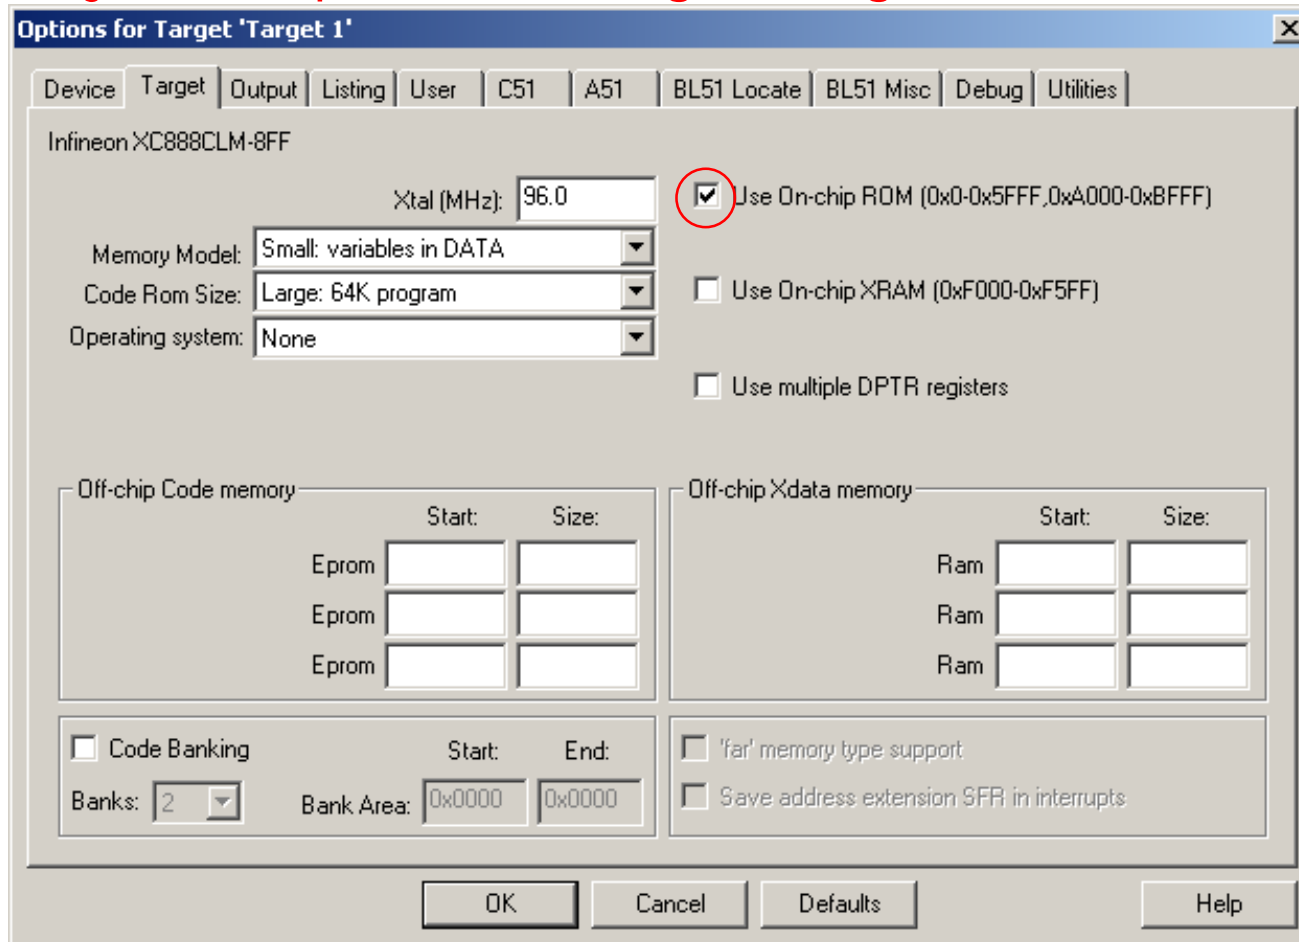 Options for Target 'Target 1'
Device Target Output Listing User C51 A51 BL51 Locate BL51 Misc Debug Utilities
Infineon XC888CLM-8FF
Xtal (MHz): 96.0
Use On-chip ROM (0x0-0x5FFF,0xA000-0xBFFF)
Memory Model: Small: variables in DATA
Code Rom Size: Large: 64K program
Use On-chip XRAM (0xF000-0xF5FF)
Operating system: None
Use multiple DPTR registers
Off-chip Code memory
Start: Size:
Eprom
Eprom
Eprom
Off-chip Xdata memory
Start: Size:
Ram
Ram
Ram
Code Banking Start: End:
Banks: 2 Bank Area: 0x0000 0x0000
'far' memory type support
Save address extension SFR in interrupts
OK Cancel Defaults Help